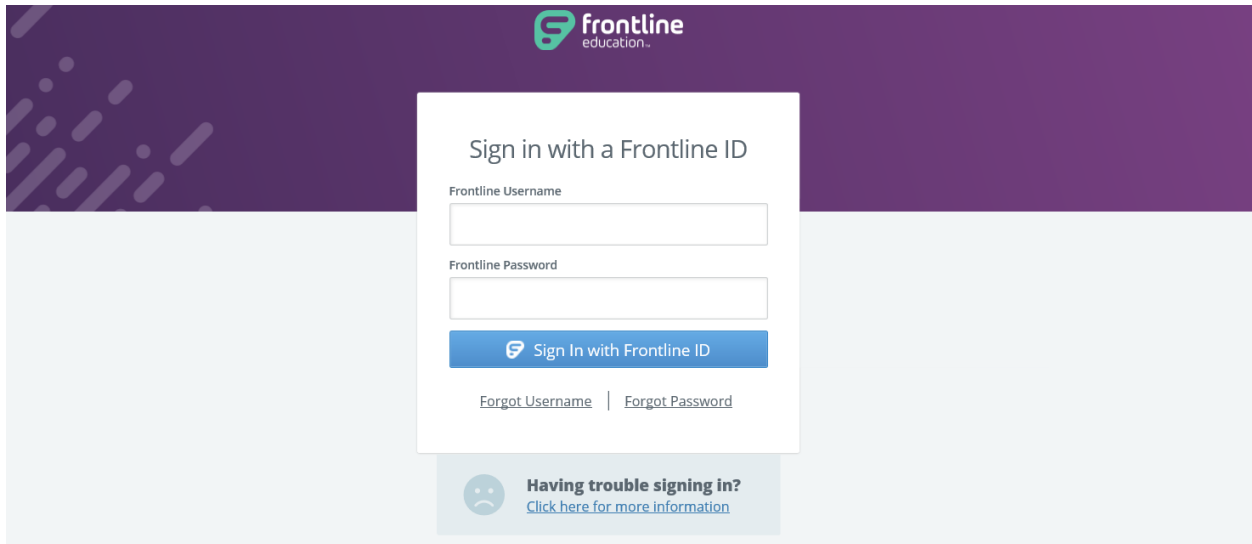 frontline
education™
Sign in with a Frontline ID
Frontline Username
Frontline Password
Sign In with Frontline ID
Forgot Username | Forgot Password
Having trouble signing in?
Click here for more information